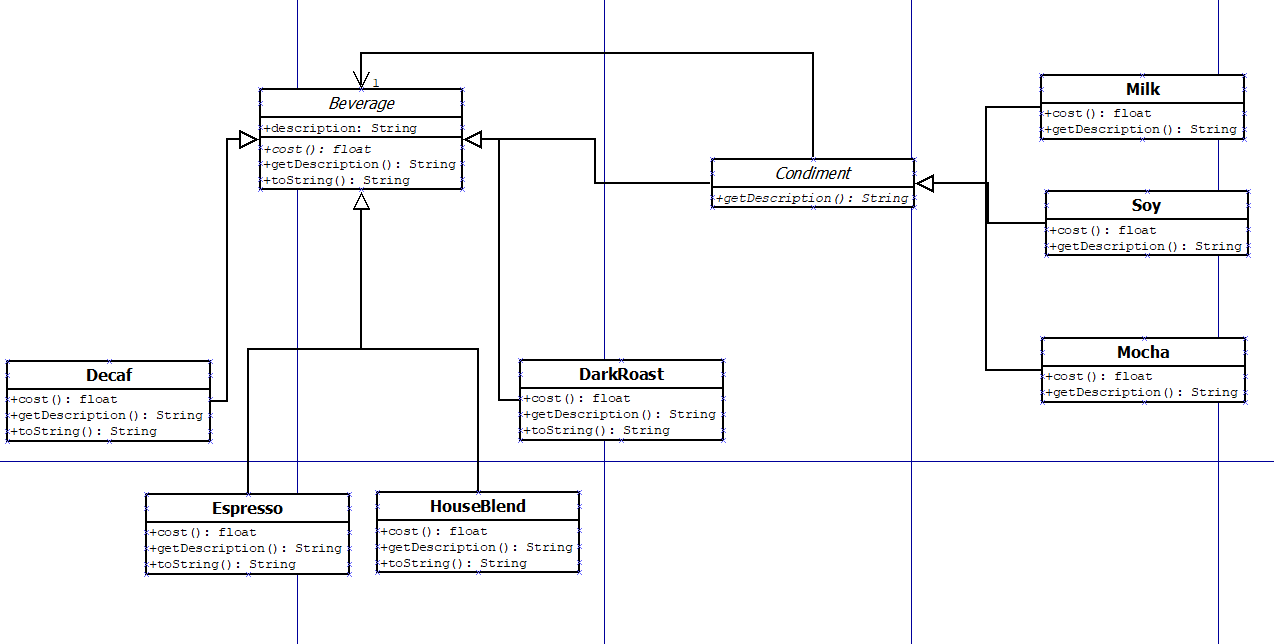 1
Beverage
+description: String
+cost(): float
+getDescription(): String
+toString(): String
Condiment
+getDescription(): String
Milk
+cost(): float
+getDescription(): String
Soy
+cost(): float
+getDescription(): String
Mocha
+cost(): float
+getDescription(): String
Decaf
+cost(): float
+getDescription(): String
+toString(): String
DarkRoast
+cost(): float
+getDescription(): String
+toString(): String
Espresso
+cost(): float
+getDescription(): String
+toString(): String
HouseBlend
+cost(): float
+getDescription(): String
+toString(): String